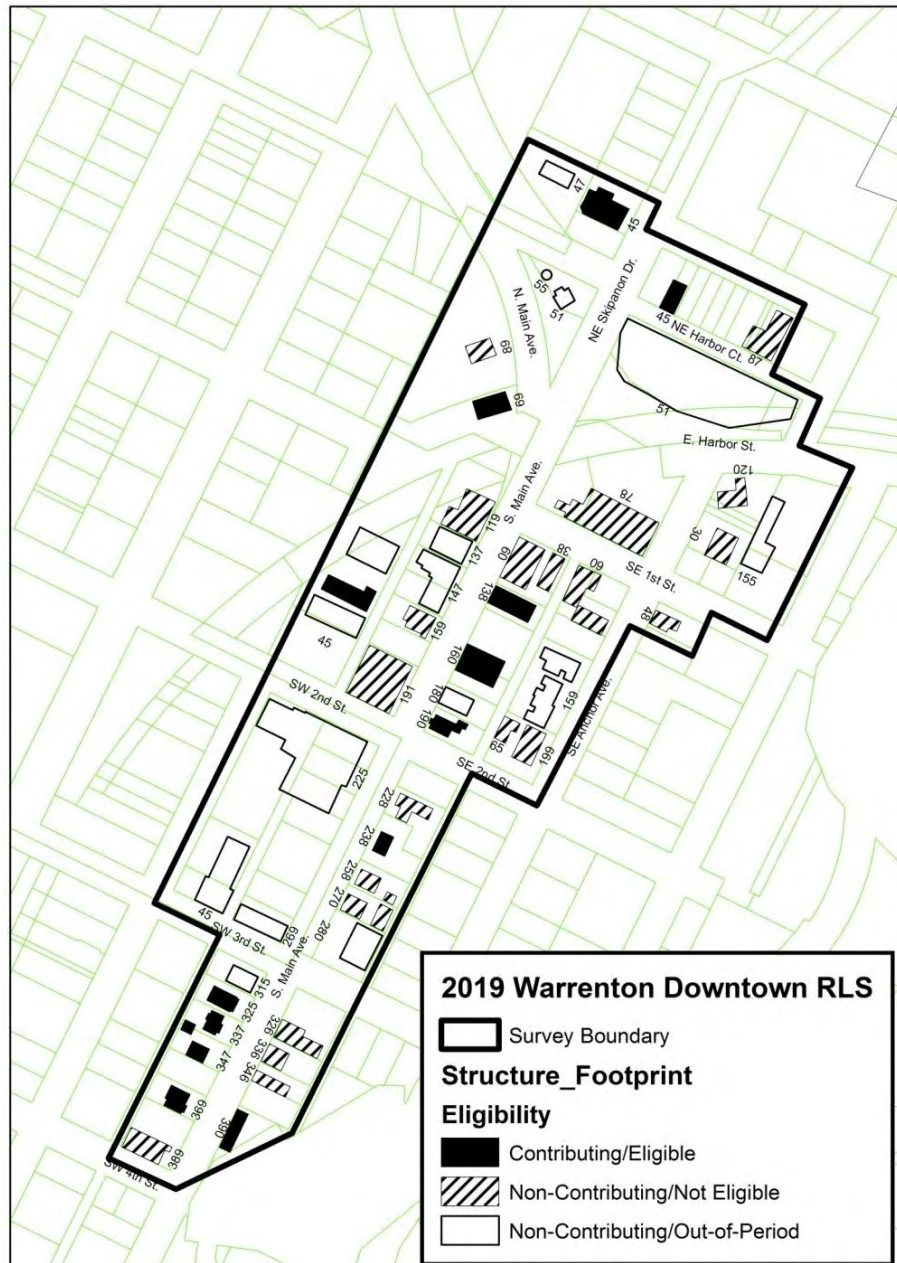 47
45
55
51
NE Skipanon Dr.
N. Main Ave.
45
NE Harbor Ct.
87
68
69
51
E. Harbor St.
120
S. Main Ave.
78
119
30
137
60
38
60
SE 1st St.
155
138
147
48
159
45
160
191
SW 2nd St.
180
159
190
SE Anchor Ave.
59
199
SE 2nd St.
225
228
238
258
270
45
SW 3rd St.
269
280
S. Main Ave.
315
325
326
337
336
347
346
369
390
389
SW 4th St.
2019 Warrenton Downtown RLS
Survey Boundary
Structure_Footprint
Eligibility
Contributing/Eligible
Non-Contributing/Not Eligible
Non-Contributing/Out-of-Period